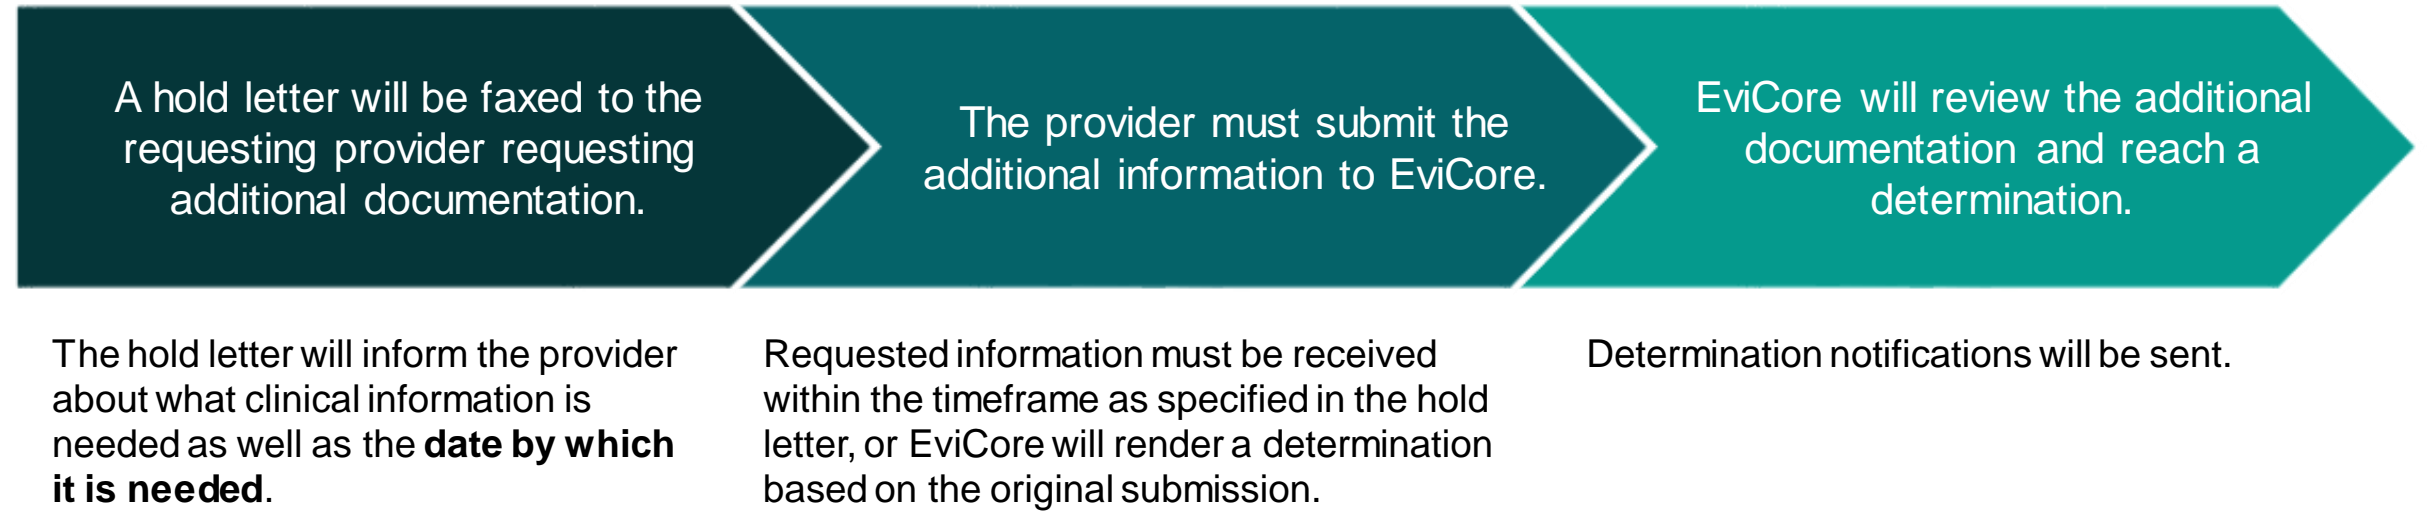 A hold letter will be faxed to the
requesting provider requesting
additional documentation.
The provider must submit the
additional information to EviCore.
EviCore will review the additional
documentation and reach a
determination.
The hold letter will inform the provider
about what clinical information is
needed as well as the date by which
it is needed.
Requested information must be received
within the timeframe as specified in the hold
letter, or EviCore will render a determination
based on the original submission.
Determination notifications will be sent.